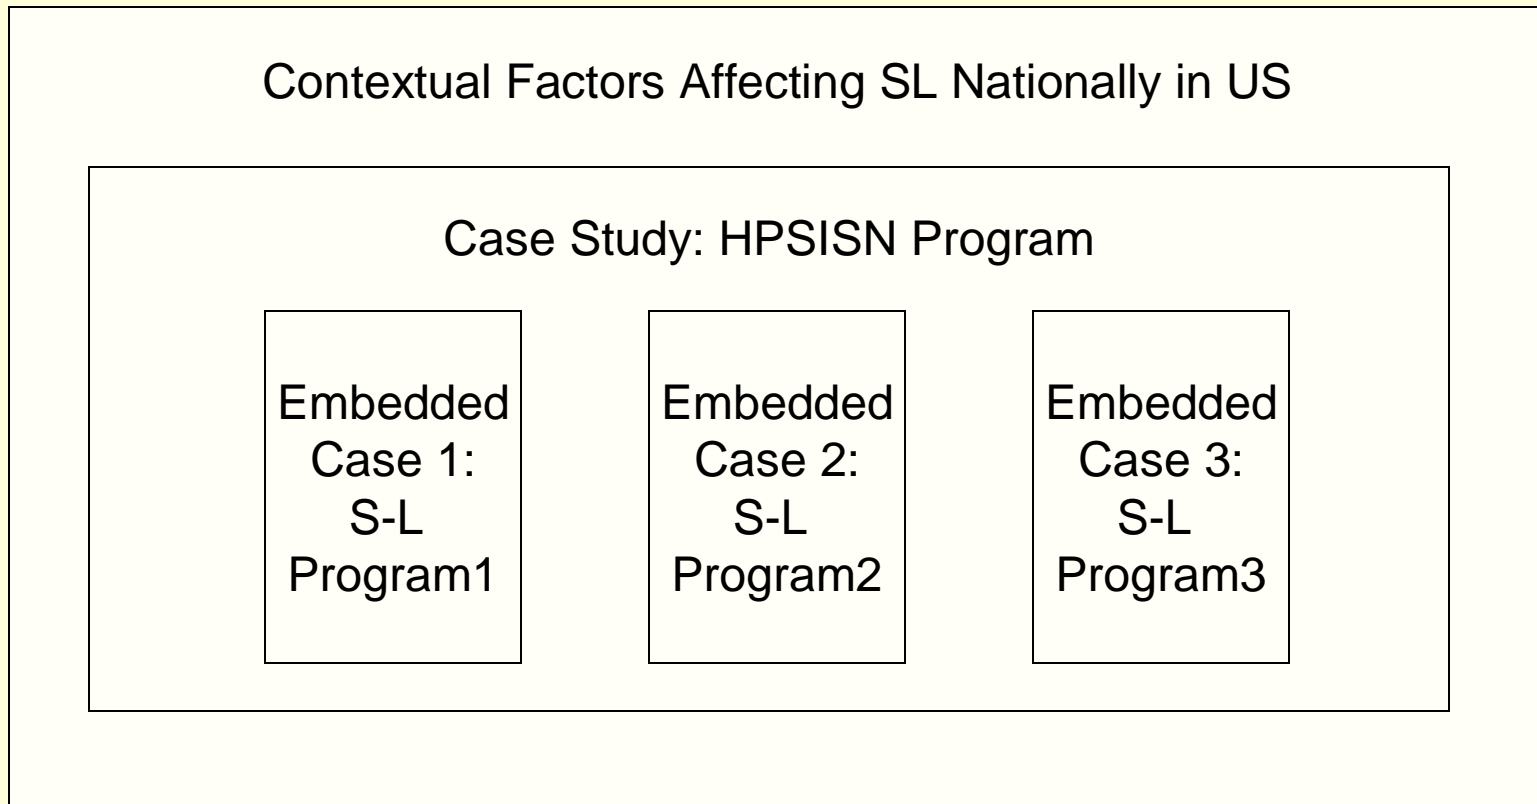 Contextual Factors Affecting SL Nationally in US
Case Study: HPSISN Program
Embedded
Case 1:
S-L
Program1
Embedded
Case 2:
S-L
Program2
Embedded
Case 3:
S-L
Program3